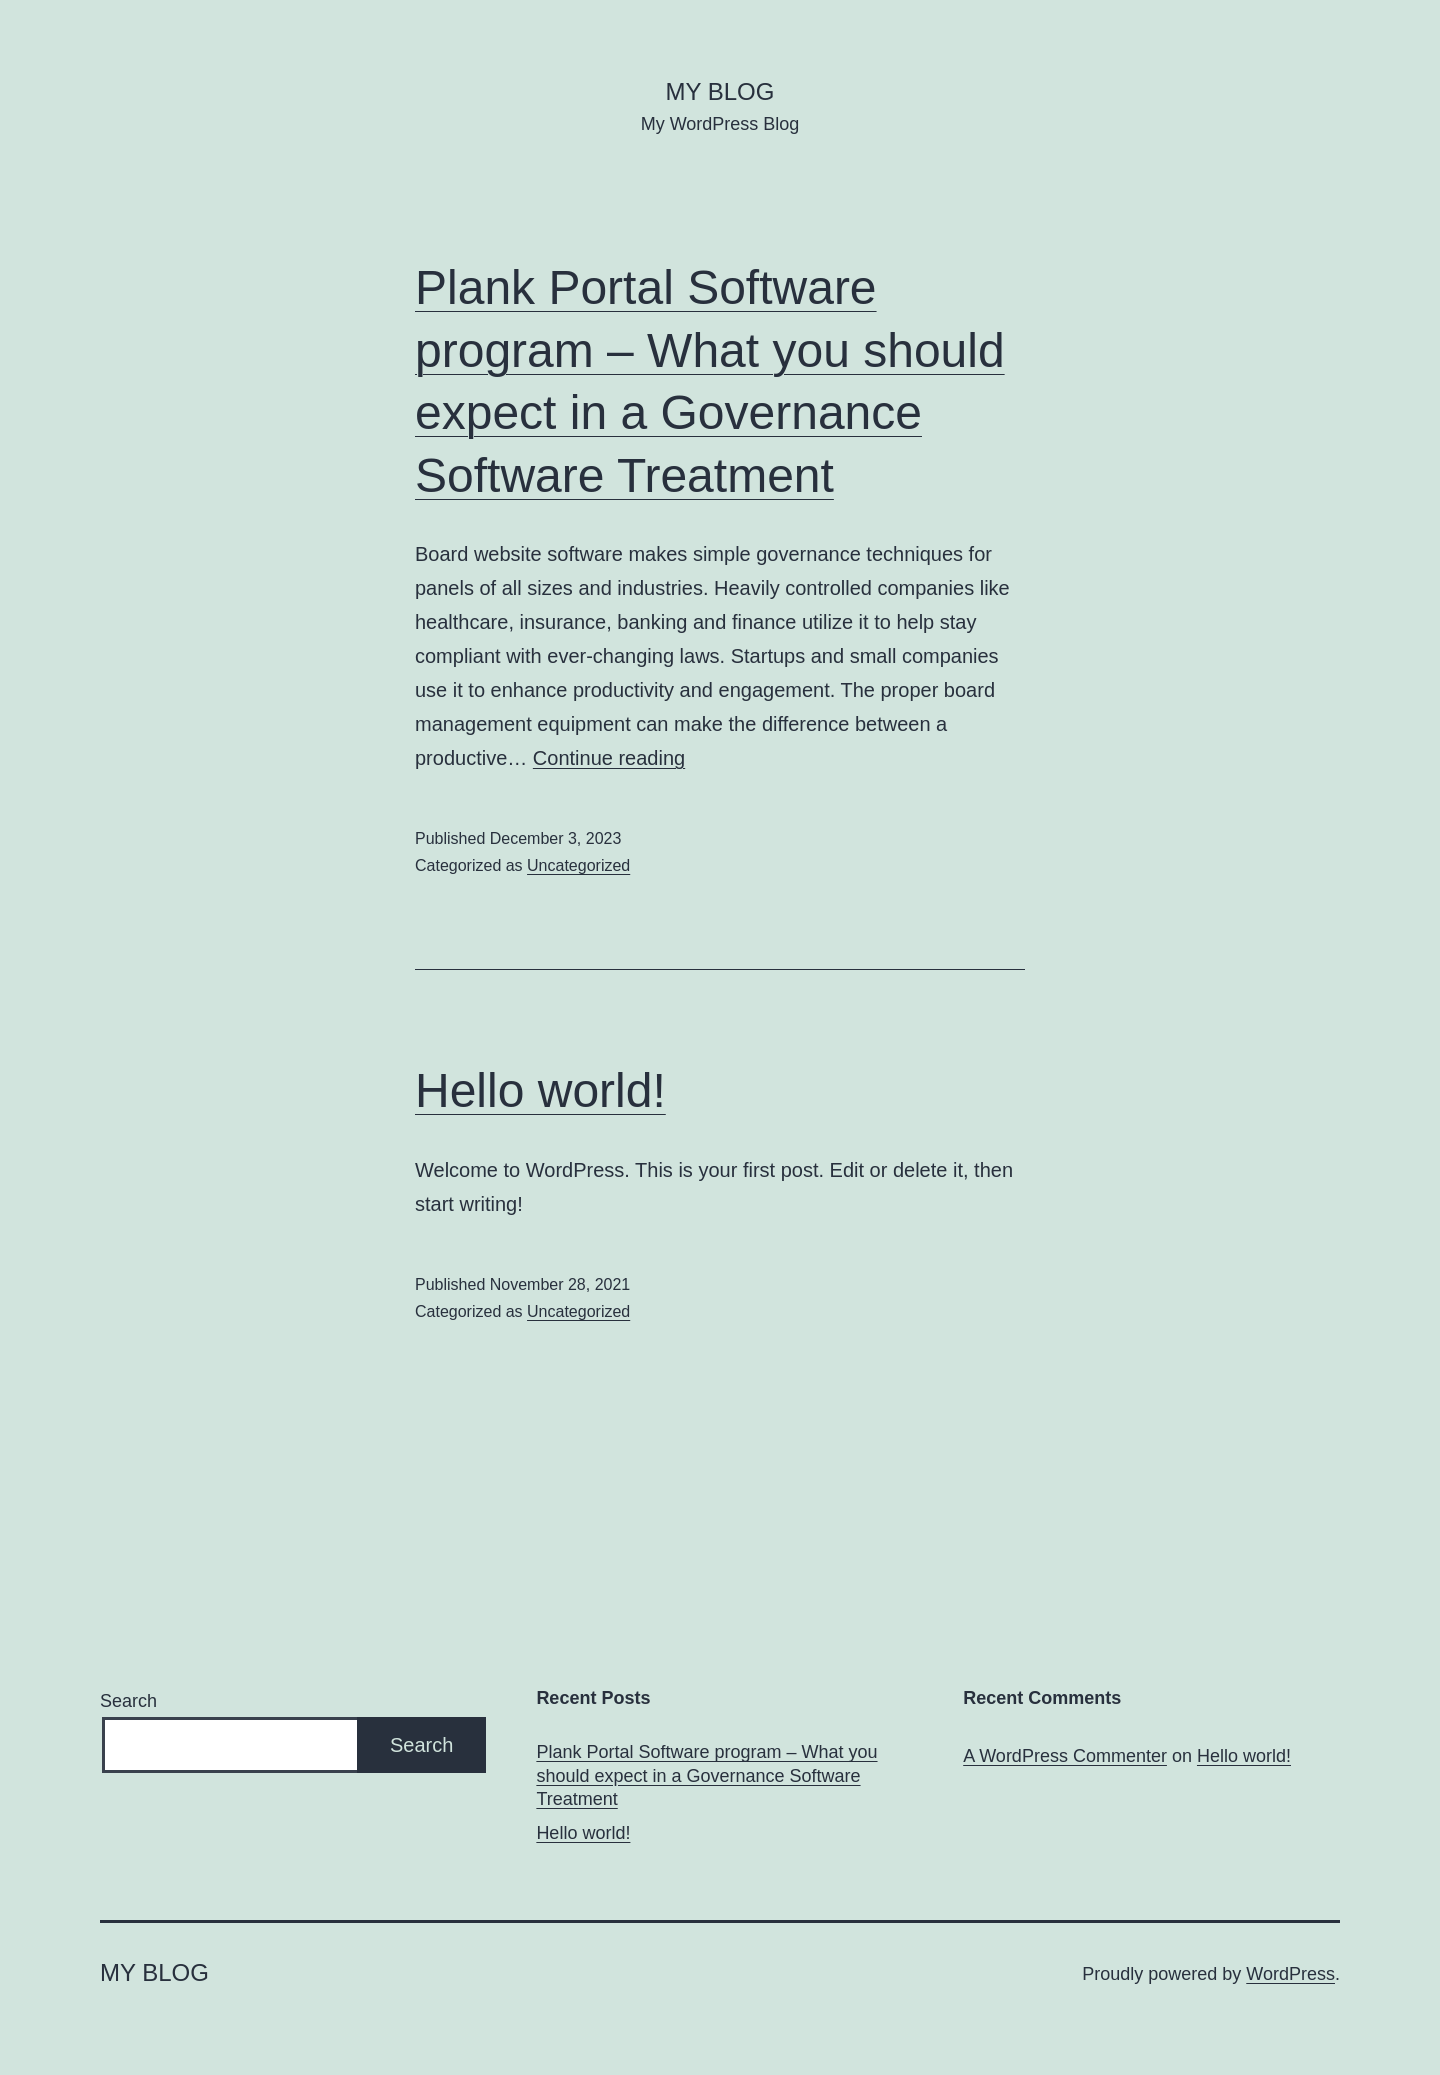 MY BLOG
My WordPress Blog
Plank Portal Software
program – What you should
expect in a Governance
Software Treatment
Board website software makes simple governance techniques for
panels of all sizes and industries. Heavily controlled companies like
healthcare, insurance, banking and finance utilize it to help stay
compliant with ever-changing laws. Startups and small companies
use it to enhance productivity and engagement. The proper board
management equipment can make the difference between a
productive… Continue reading
Published December 3, 2023
Categorized as Uncategorized
Hello world!
Welcome to WordPress. This is your first post. Edit or delete it, then
start writing!
Published November 28, 2021
Categorized as Uncategorized
Search
Search
Recent Posts
Plank Portal Software program – What you
should expect in a Governance Software
Treatment
Hello world!
Recent Comments
A WordPress Commenter on Hello world!
MY BLOG
Proudly powered by WordPress.